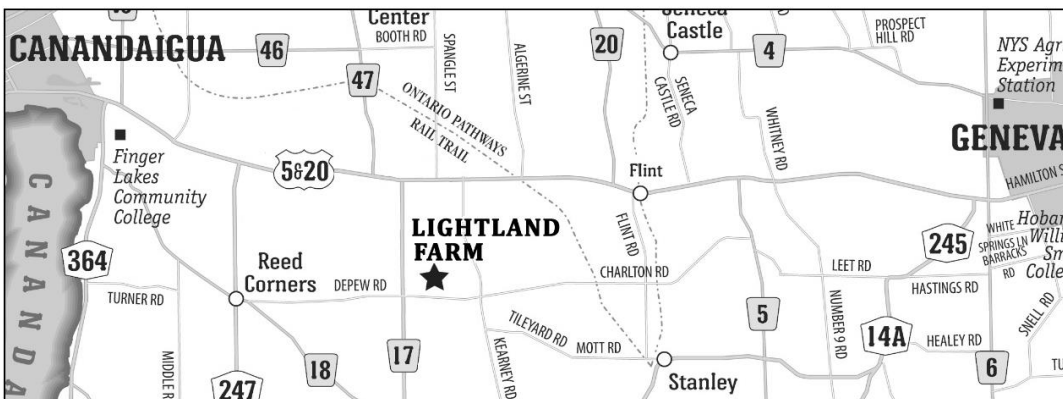 Center
BOOTH RD
CANANDAIGUA
46
47
SPANGLE ST
ALGERINE ST
20
Seneca
Castle
4
PROSPECT
HILL RD
NYS Agr
Experim
Station
SENECA
CASTLE RD
WHITNEY RD
ONTARIO PATHWAYS
RAIL TRAIL
GENEVA
Finger
Lakes
Community
College
5&20
Flint
HAMILTON S
CANANDA
LIGHTLAND
FARM
FLINT RD
364
Reed
Corners
DEPEW RD
CHARLTON RD
LEET RD
245
WHITE
SPRINGS LN
BARRACKS
RD
Hobar
Willi
Sm
Colle
HASTINGS RD
TURNER RD
TILEYARD RD
MOTT RD
KEARNEY RD
5
NUMBER 9 RD
14A
HEALEY RD
SNELL RD
MIDDLE R
247
18
17
Stanley
6
TU